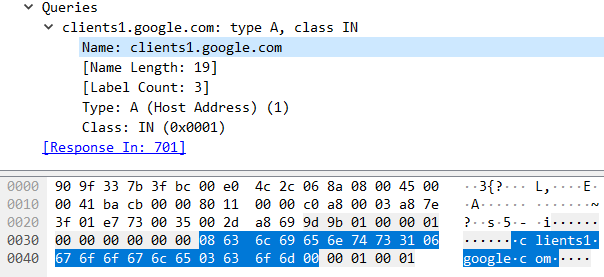 Queries
clients1.google.com: type A, class IN
Name: clients1.google.com
[Name Length: 19]
[Label Count: 3]
Type: A (Host Address) (1)
Class: IN (0x0001)
[Response In: 701]
0000 90 9f 33 7b 3f bc 00 e0 4c 2c 06 8a 08 00 45 00 ··3{?··· L,····E·
0010 00 41 ba cb 00 00 80 11 00 00 c0 a8 00 03 a8 7e ·A······ ·······~
0020 3f 01 e7 73 00 35 00 2d a8 69 9d 9b 01 00 00 01 ?··s·5·- ·i······
0030 00 00 00 00 00 00 08 63 6c 69 65 6e 74 73 31 06 ·······c lients1·
0040 67 6f 6f 67 6c 65 03 63 6f 6d 00 00 01 00 01 google·c om·····